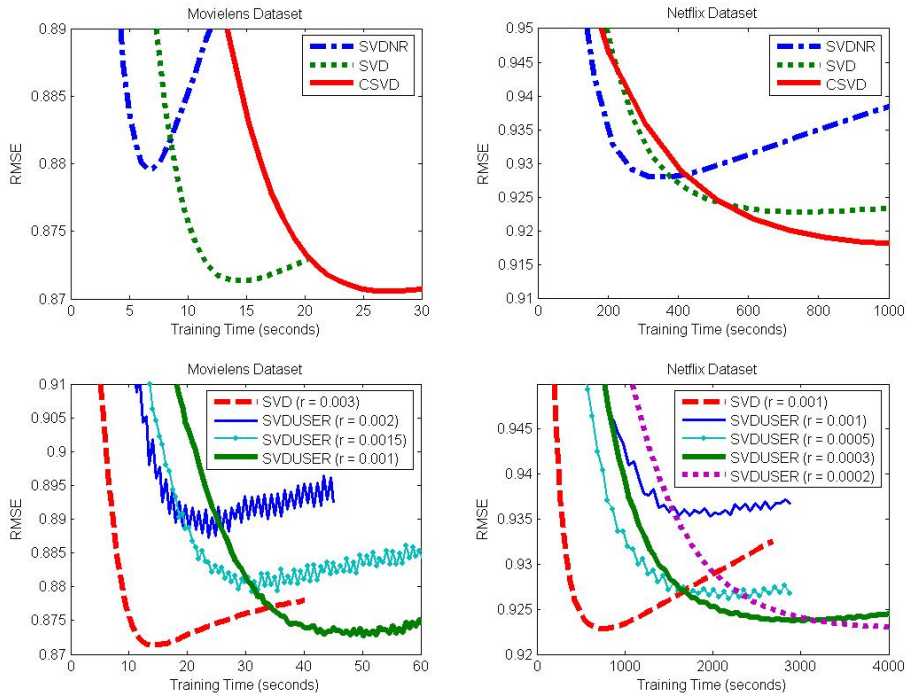 Movielens Dataset
0.89
0.885
0.88
0.875
0.87
RMSE
SVDNR
SVD
CSVD
0 5 10 15 20 25 30
Training Time (seconds)
Netflix Dataset
0.95
0.945
0.94
0.935
0.93
0.925
0.92
0.915
0.91
RMSE
SVDNR
SVD
CSVD
0 200 400 600 800 1000
Training Time (seconds)
Movielens Dataset
0.91
0.905
0.9
0.895
0.89
0.885
0.88
0.875
0.87
RMSE
SVD (r = 0.003)
SVDUSER (r = 0.002)
SVDUSER (r = 0.0015)
SVDUSER (r = 0.001)
0 10 20 30 40 50 60
Training Time (seconds)
Netflix Dataset
0.945
0.94
0.935
0.93
0.925
0.92
RMSE
SVD (r = 0.001)
SVDUSER (r = 0.001)
SVDUSER (r = 0.0005)
SVDUSER (r = 0.0003)
SVDUSER (r = 0.0002)
0 1000 2000 3000 4000
Training Time (seconds)